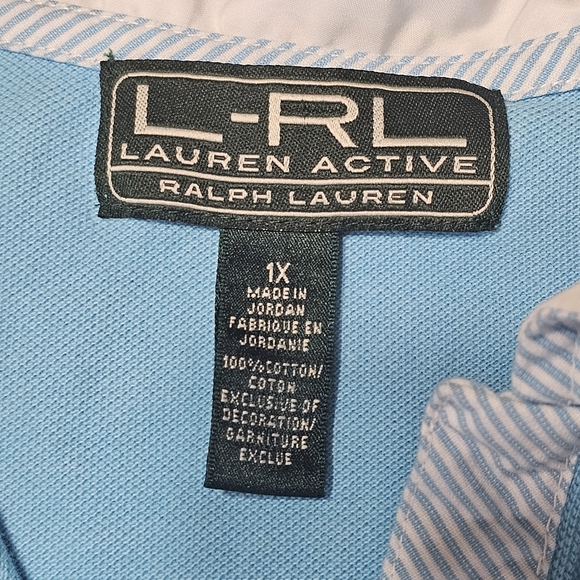 L-RL
LAUREN ACTIVE
RALPH LAUREN
1X
MADE IN
JORDAN
FABRIQUE EN
JORDANIE
100% COTTON/
COTON
EXCLUSIVE OF
DECORATION/
GARNITURE
EXCLUE